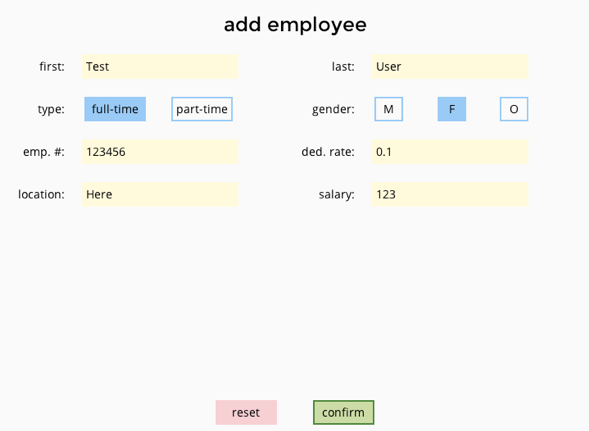 add employee
first: Test last: User
type: full-time part-time gender: M F O
emp. #: 123456 ded. rate: 0.1
location: Here salary: 123
reset confirm